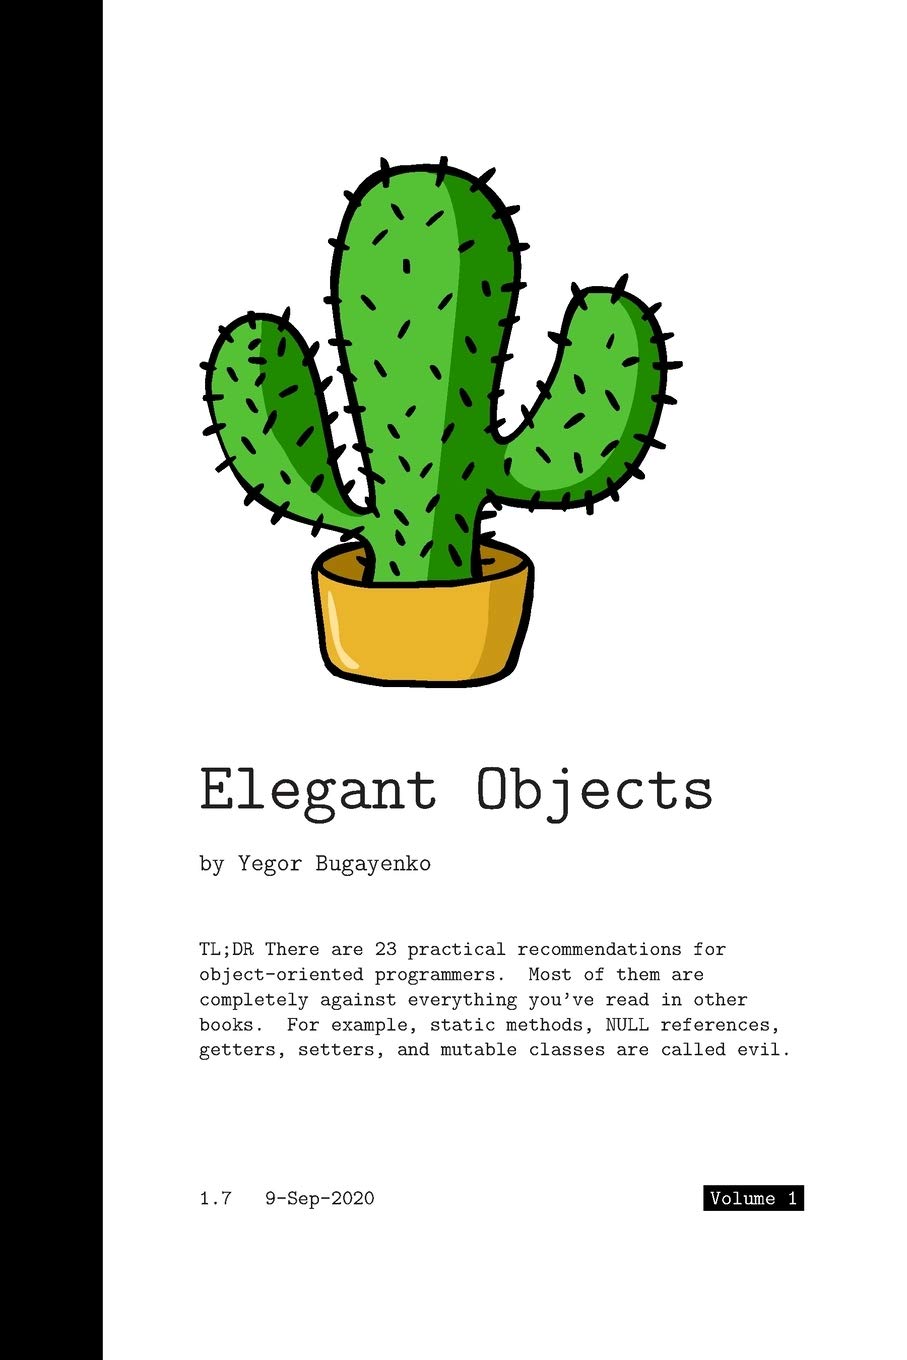 Elegant Objects
by Yegor Bugayenko
TL;DR There are 23 practical recommendations for
object-oriented programmers. Most of them are
completely against everything you've read in other
books. For example, static methods, NULL references,
getters, setters, and mutable classes are called evil.
1.7 9-Sep-2020 Volume 1